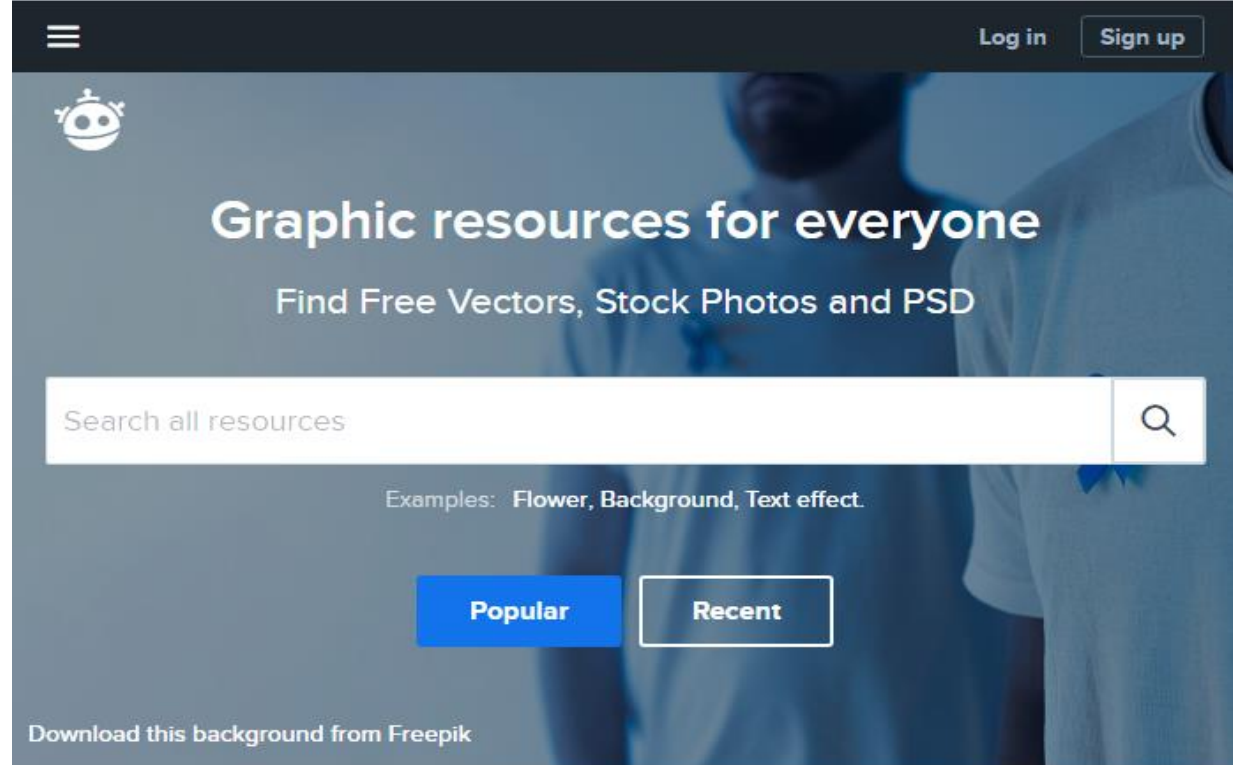 Log in Sign up
Graphic resources for everyone
Find Free Vectors, Stock Photos and PSD
Search all resources
Examples: Flower, Background, Text effect.
Popular Recent
Download this background from Freepik